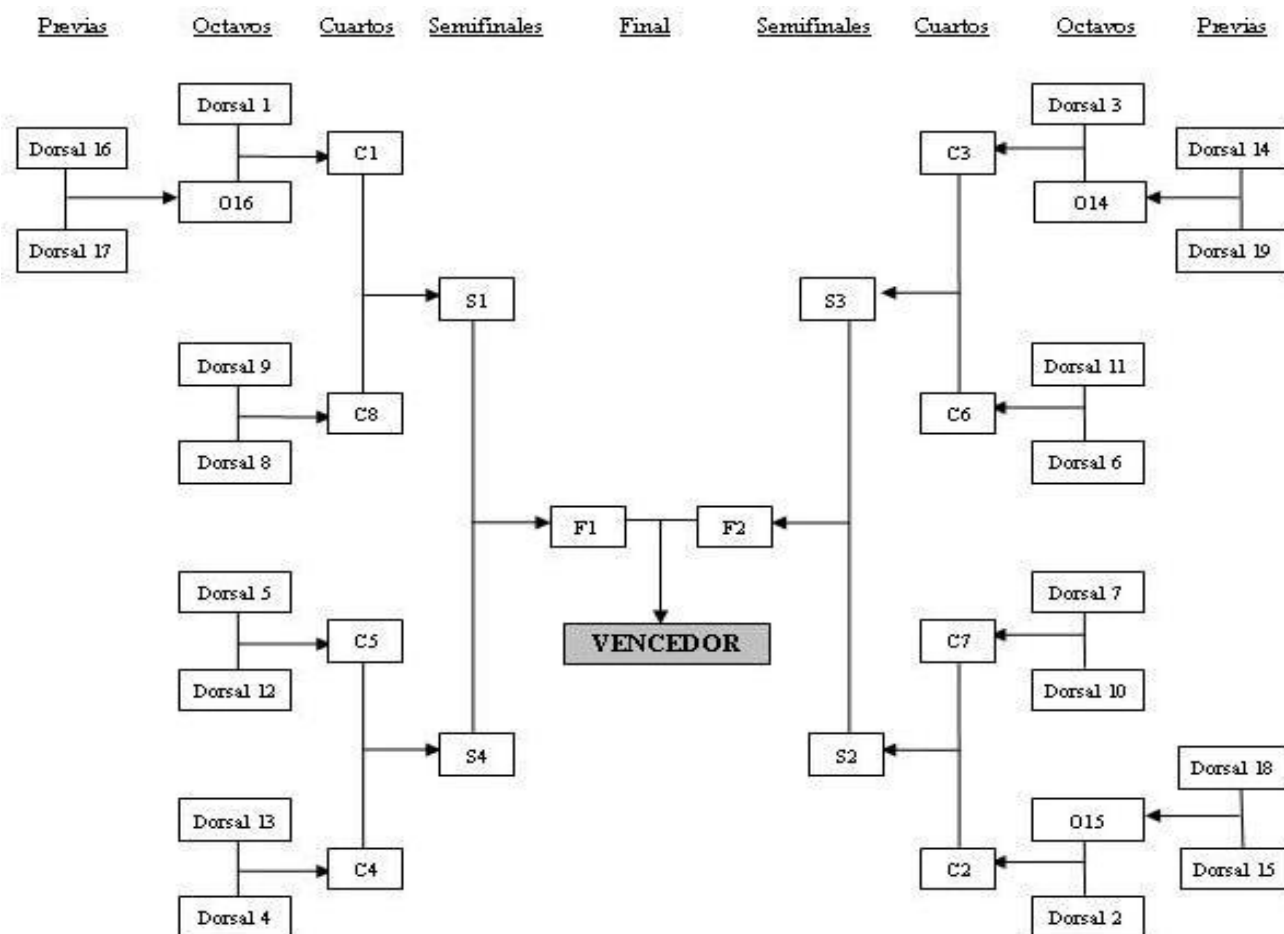 Previas Octavos Cuartos Semifinales Final Semifinales Cuartos Octavos Previas
Dorsal 1 Dorsal 3
Dorsal 16 C1 C3 Dorsal 14
O16 O14
Dorsal 17 Dorsal 19
S1 S3
Dorsal 9 Dorsal 11
C8 C6
Dorsal 8 Dorsal 6
F1 F2
Dorsal 5 Dorsal 7
C5 VENCEDOR C7
Dorsal 12 Dorsal 10
S4 S2
Dorsal 18
Dorsal 13 O15
C4 C2 Dorsal 15
Dorsal 4 Dorsal 2